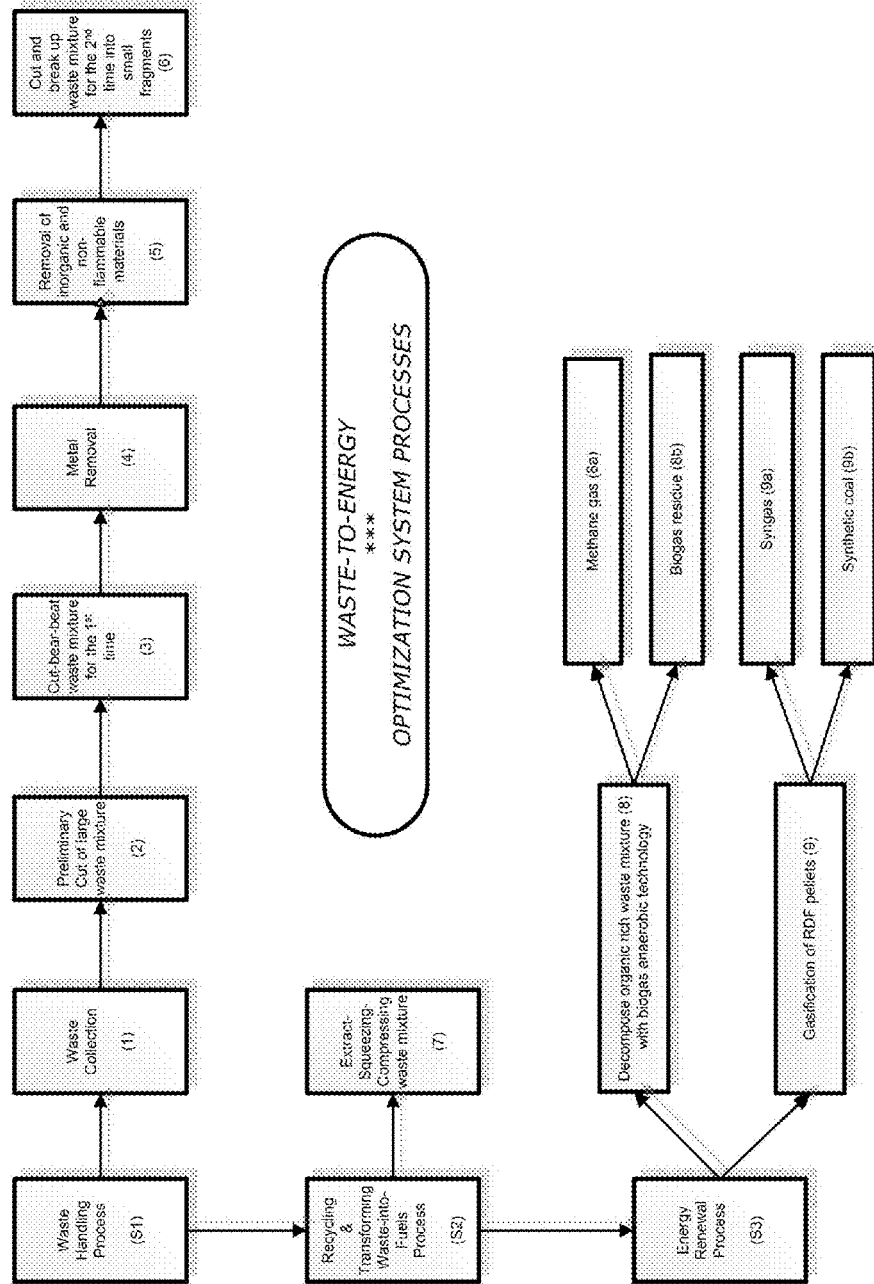 Waste
Handling
Process
(S1)
Waste
Collection
(1)
Preliminary
Cut of large
waste mixture
(2)
Cut-bear-beat
waste mixture
for the 1st
time
(3)
Metal
Removal
(4)
Removal of
inorganic and
non-
flammable
materials
(5)
Cut and
break up
waste mixture
for the 2nd
time into
small
fragments
(6)
Recycling
&
Transforming
Waste-into-
Fuels
Process
(S2)
Extract-
Squeezing-
Compressing
waste mixture
(7)
WASTE-TO-ENERGY
***
OPTIMIZATION SYSTEM PROCESSES
Energy
Renewal
Process
(S3)
Decompose organic rich waste mixture (8)
with biogas anaerobic technology
Methane gas (8a)
Biogas residue (8b)
Gasification of RDF pellets (9)
Syngas (9a)
Synthetic coal (9b)